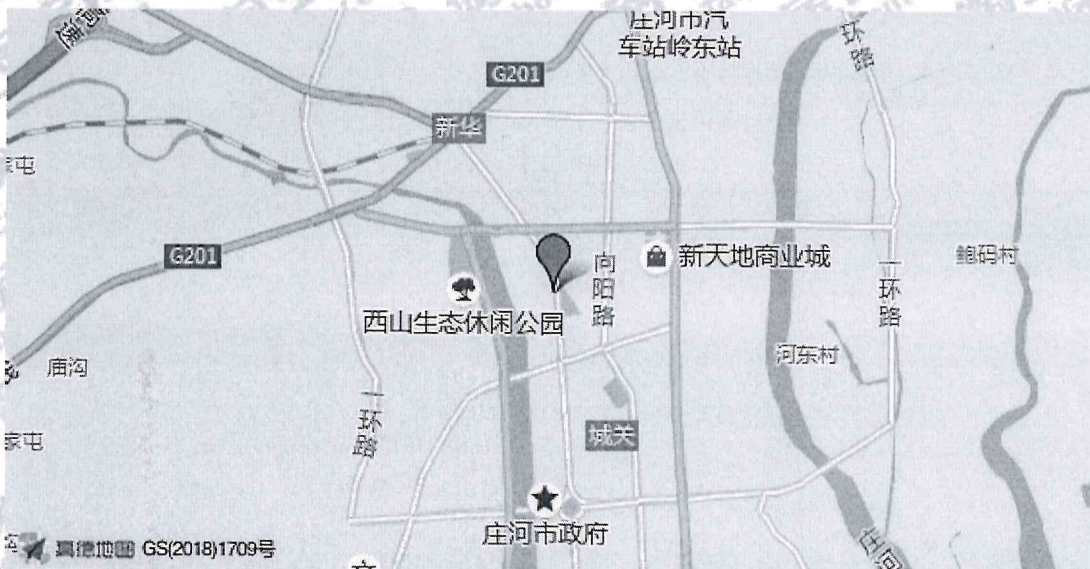 庄河市汽
车站岭东站
环路
G201
新华
G201
新天地商业城
向阳路
鲍码村
一环路
西山生态休闲公园
河东村
庙沟
一环路
城关
家屯
庄河市政府
高德地图 GS(2018)1709号
庄河